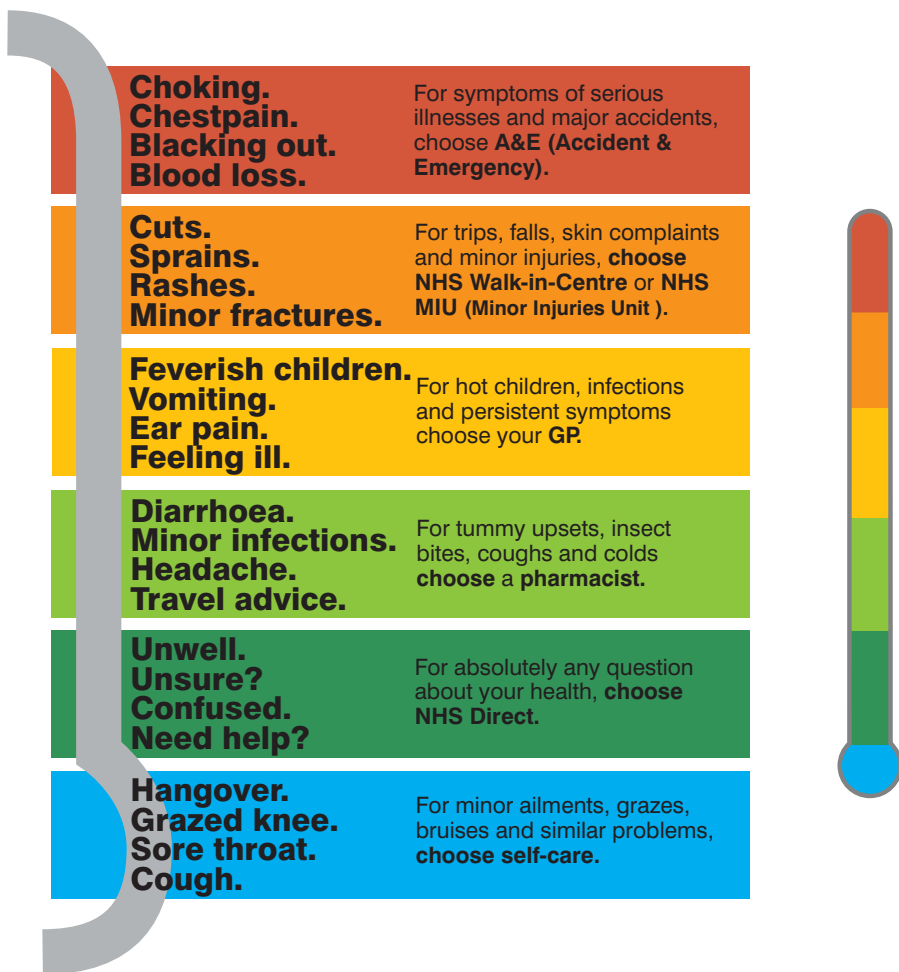 Choking.
Chestpain.
Blacking out.
Blood loss.
For symptoms of serious
illnesses and major accidents,
choose A&E (Accident &
Emergency).
Cuts.
Sprains.
Rashes.
Minor fractures.
For trips, falls, skin complaints
and minor injuries, choose
NHS Walk-in-Centre or NHS
MIU (Minor Injuries Unit ).
Feverish children.
Vomiting.
Ear pain.
Feeling ill.
For hot children, infections
and persistent symptoms
choose your GP.
Diarrhoea.
Minor infections.
Headache.
Travel advice.
For tummy upsets, insect
bites, coughs and colds
choose a pharmacist.
Unwell.
Unsure?
Confused.
Need help?
For absolutely any question
about your health, choose
NHS Direct.
Hangover.
Grazed knee.
Sore throat.
Cough.
For minor ailments, grazes,
bruises and similar problems,
choose self-care.